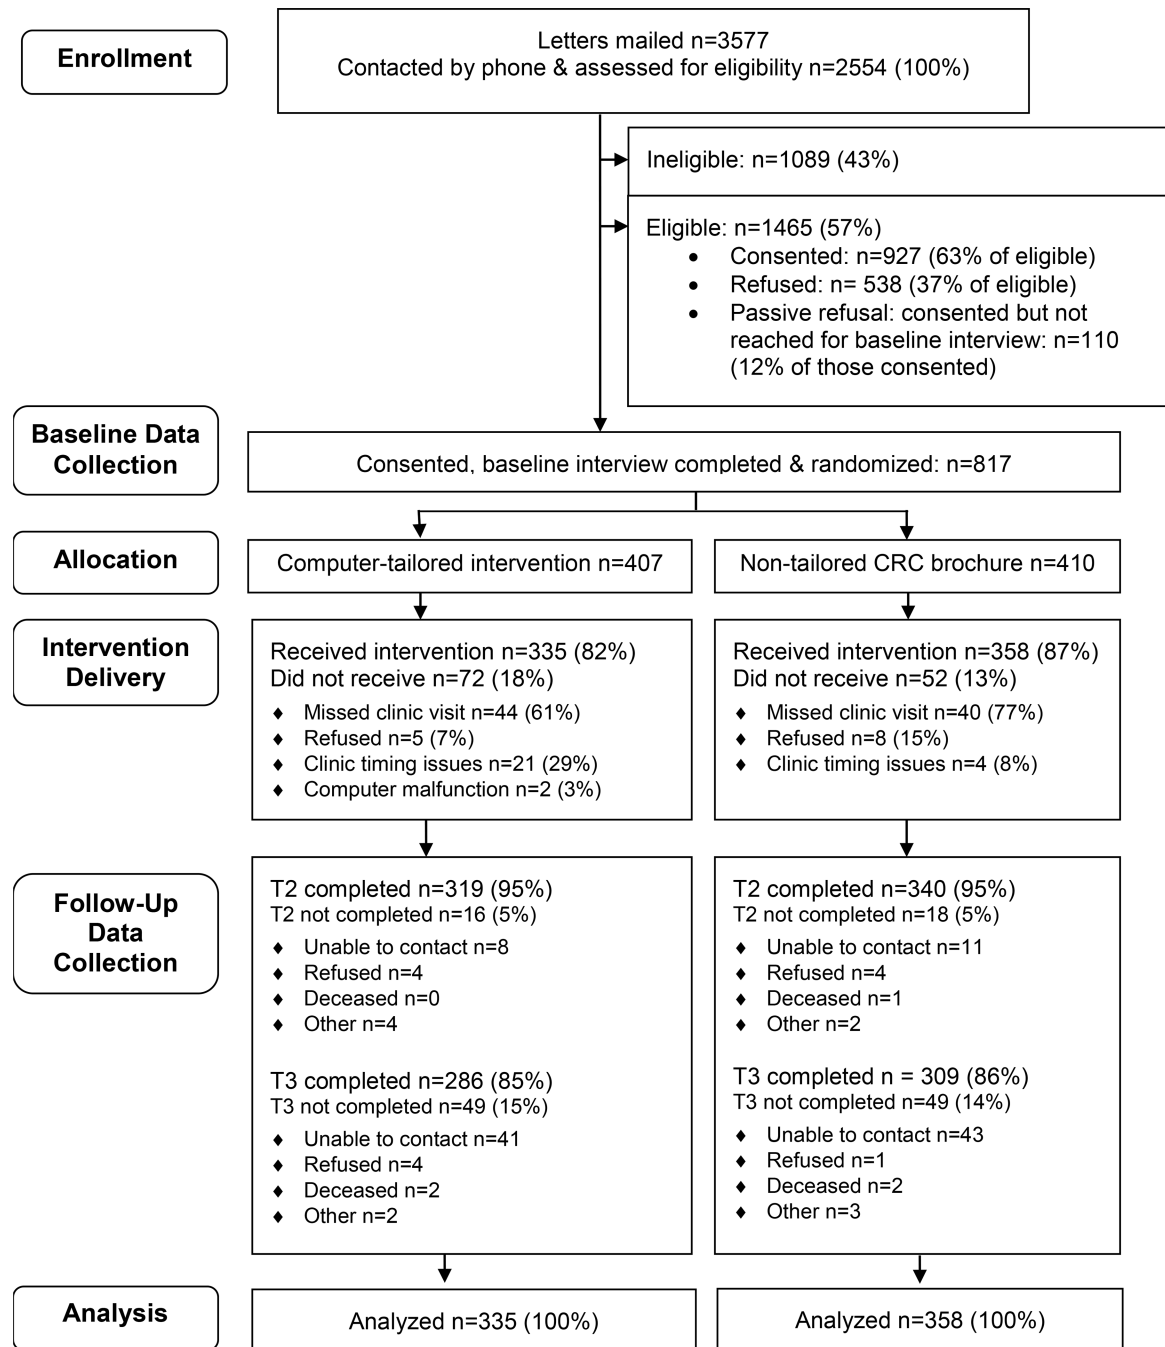 Enrollment
Letters mailed n=3577
Contacted by phone & assessed for eligibility n=2554 (100%)
Ineligible: n=1089 (43%)
Eligible: n=1465 (57%)
• Consented: n=927 (63% of eligible)
• Refused: n= 538 (37% of eligible)
• Passive refusal: consented but not
reached for baseline interview: n=110
(12% of those consented)
Baseline Data
Collection
Consented, baseline interview completed & randomized: n=817
Allocation
Computer-tailored intervention n=407
Non-tailored CRC brochure n=410
Intervention
Delivery
Received intervention n=335 (82%)
Did not receive n=72 (18%)
♦ Missed clinic visit n=44 (61%)
♦ Refused n=5 (7%)
♦ Clinic timing issues n=21 (29%)
♦ Computer malfunction n=2 (3%)
Received intervention n=358 (87%)
Did not receive n=52 (13%)
♦ Missed clinic visit n=40 (77%)
♦ Refused n=8 (15%)
♦ Clinic timing issues n=4 (8%)
Follow-Up
Data
Collection
T2 completed n=319 (95%)
T2 not completed n=16 (5%)
♦ Unable to contact n=8
♦ Refused n=4
♦ Deceased n=0
♦ Other n=4
T3 completed n=286 (85%)
T3 not completed n=49 (15%)
♦ Unable to contact n=41
♦ Refused n=4
♦ Deceased n=2
♦ Other n=2
T2 completed n=340 (95%)
T2 not completed n=18 (5%)
♦ Unable to contact n=11
♦ Refused n=4
♦ Deceased n=1
♦ Other n=2
T3 completed n = 309 (86%)
T3 not completed n=49 (14%)
♦ Unable to contact n=43
♦ Refused n=1
♦ Deceased n=2
♦ Other n=3
Analysis
Analyzed n=335 (100%)
Analyzed n=358 (100%)